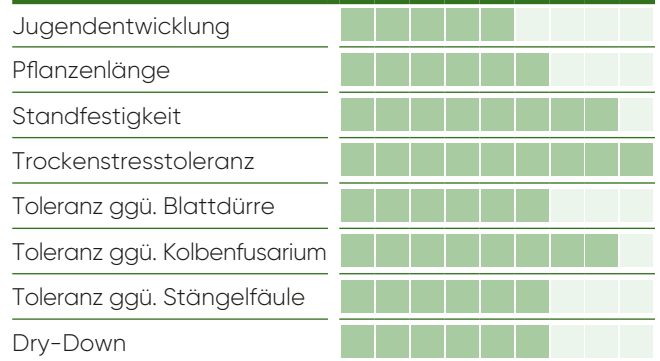 Jugendentwicklung
Pflanzenlänge
Standfestigkeit
Trockenstresstoleranz
Toleranz ggü. Blattdürre
Toleranz ggü. Kolbenfusarium
Toleranz ggü. Stängelfäule
Dry-Down